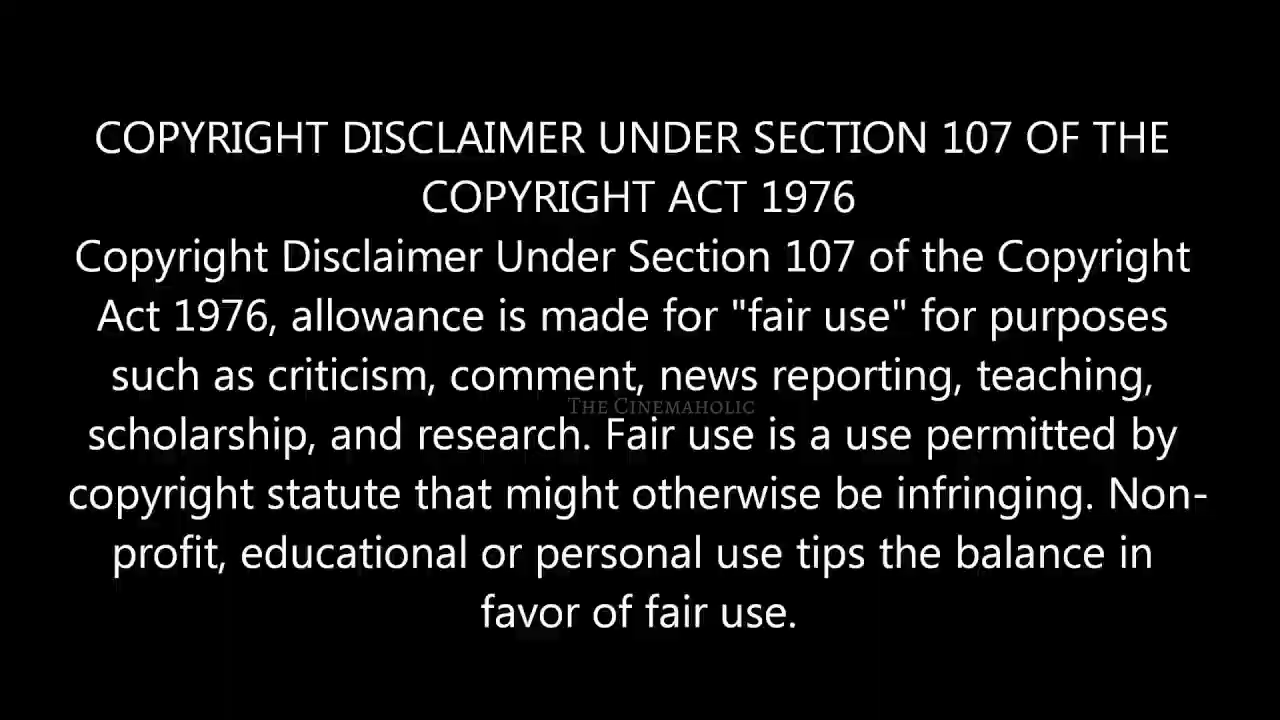 COPYRIGHT DISCLAIMER UNDER SECTION 107 OF THE
COPYRIGHT ACT 1976
Copyright Disclaimer Under Section 107 of the Copyright
Act 1976, allowance is made for "fair use" for purposes
such as criticism, comment, news reporting, teaching,
THE CINEMAHOLIC
scholarship, and research. Fair use is a use permitted by
copyright statute that might otherwise be infringing. Non-
profit, educational or personal use tips the balance in
favor of fair use.